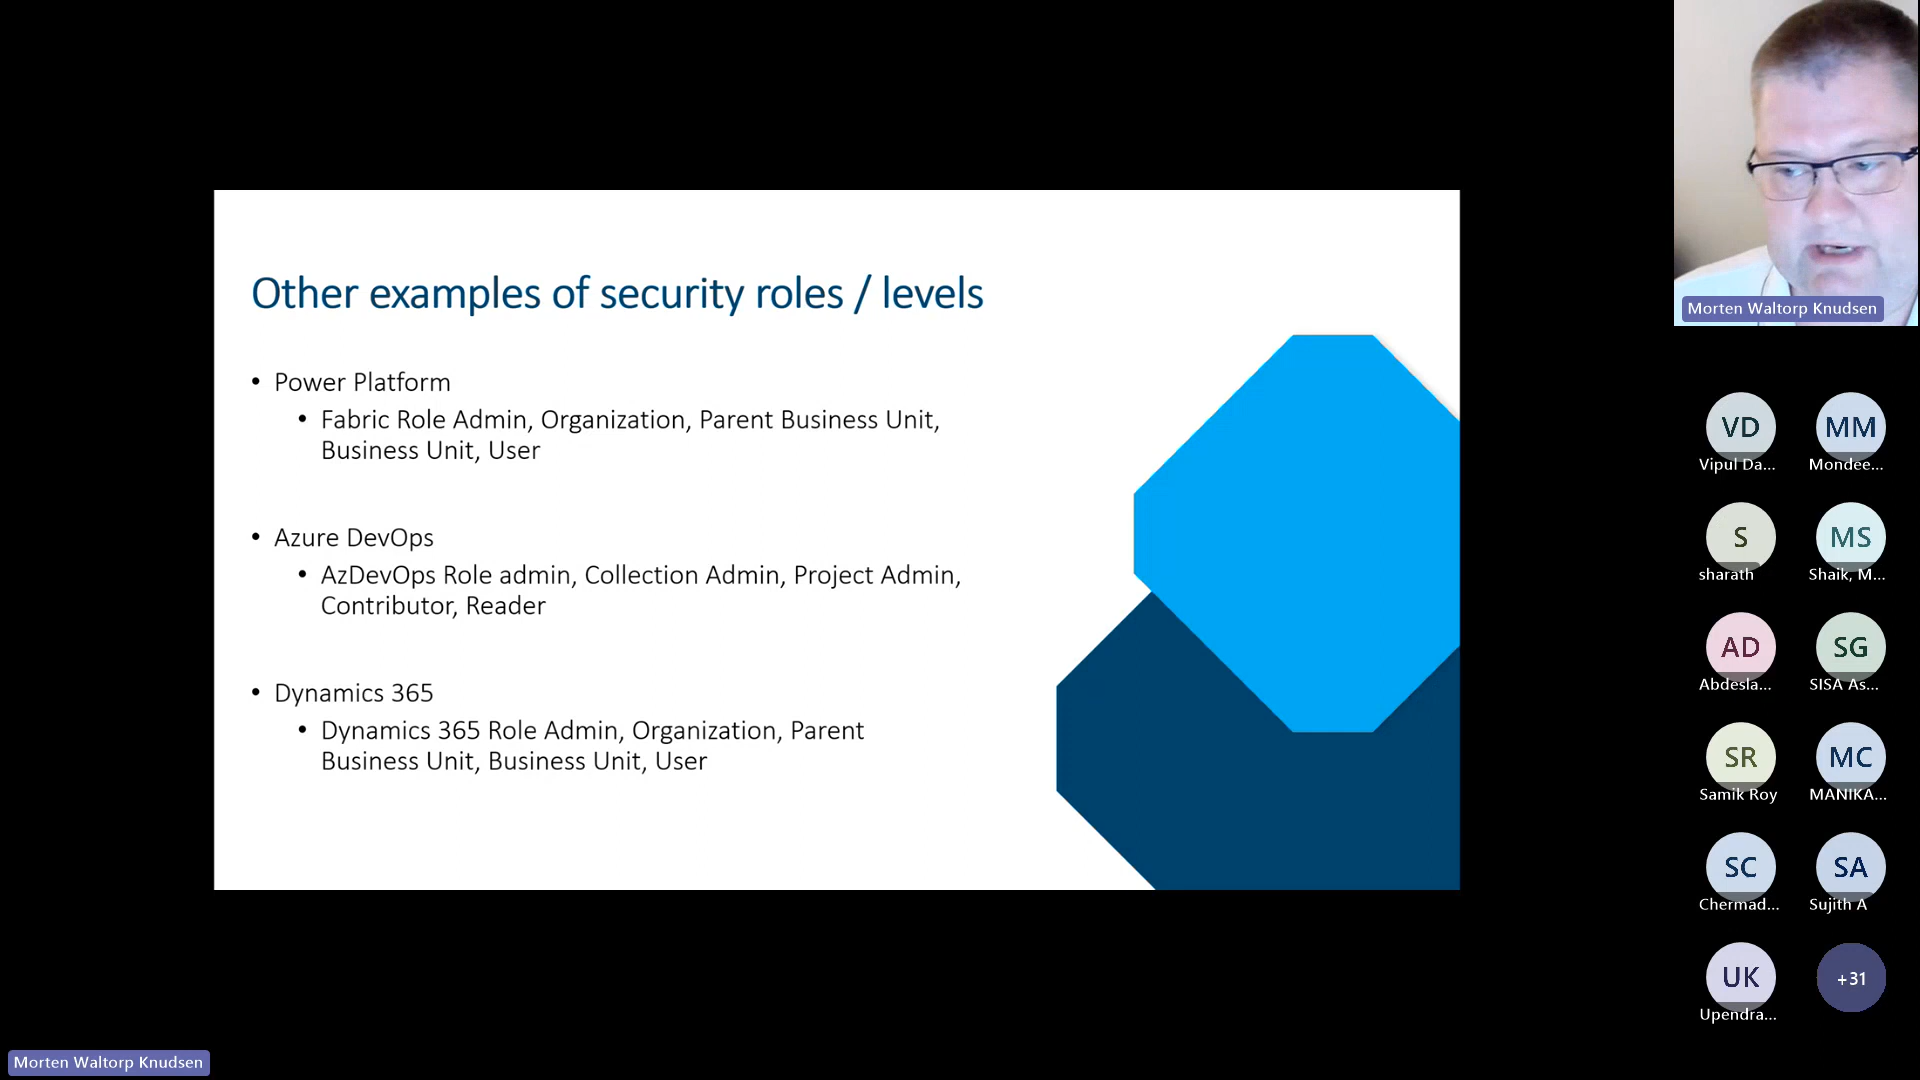 Other examples of security roles / levels
• Power Platform
• Fabric Role Admin, Organization, Parent Business Unit,
Business Unit, User
• Azure DevOps
• AzDevOps Role admin, Collection Admin, Project Admin,
Contributor, Reader
• Dynamics 365
• Dynamics 365 Role Admin, Organization, Parent
Business Unit, Business Unit, User
Morten Waltorp Knudsen
VD
Vipul Da...
MM
Mondee...
S
sharath
MS
Shaik, M...
AD
Abdesla...
SG
SISA As...
SR
Samik Roy
MC
MANIKA...
SC
Chermad...
SA
Sujith A
UK
Upendra...
+31
Morten Waltorp Knudsen